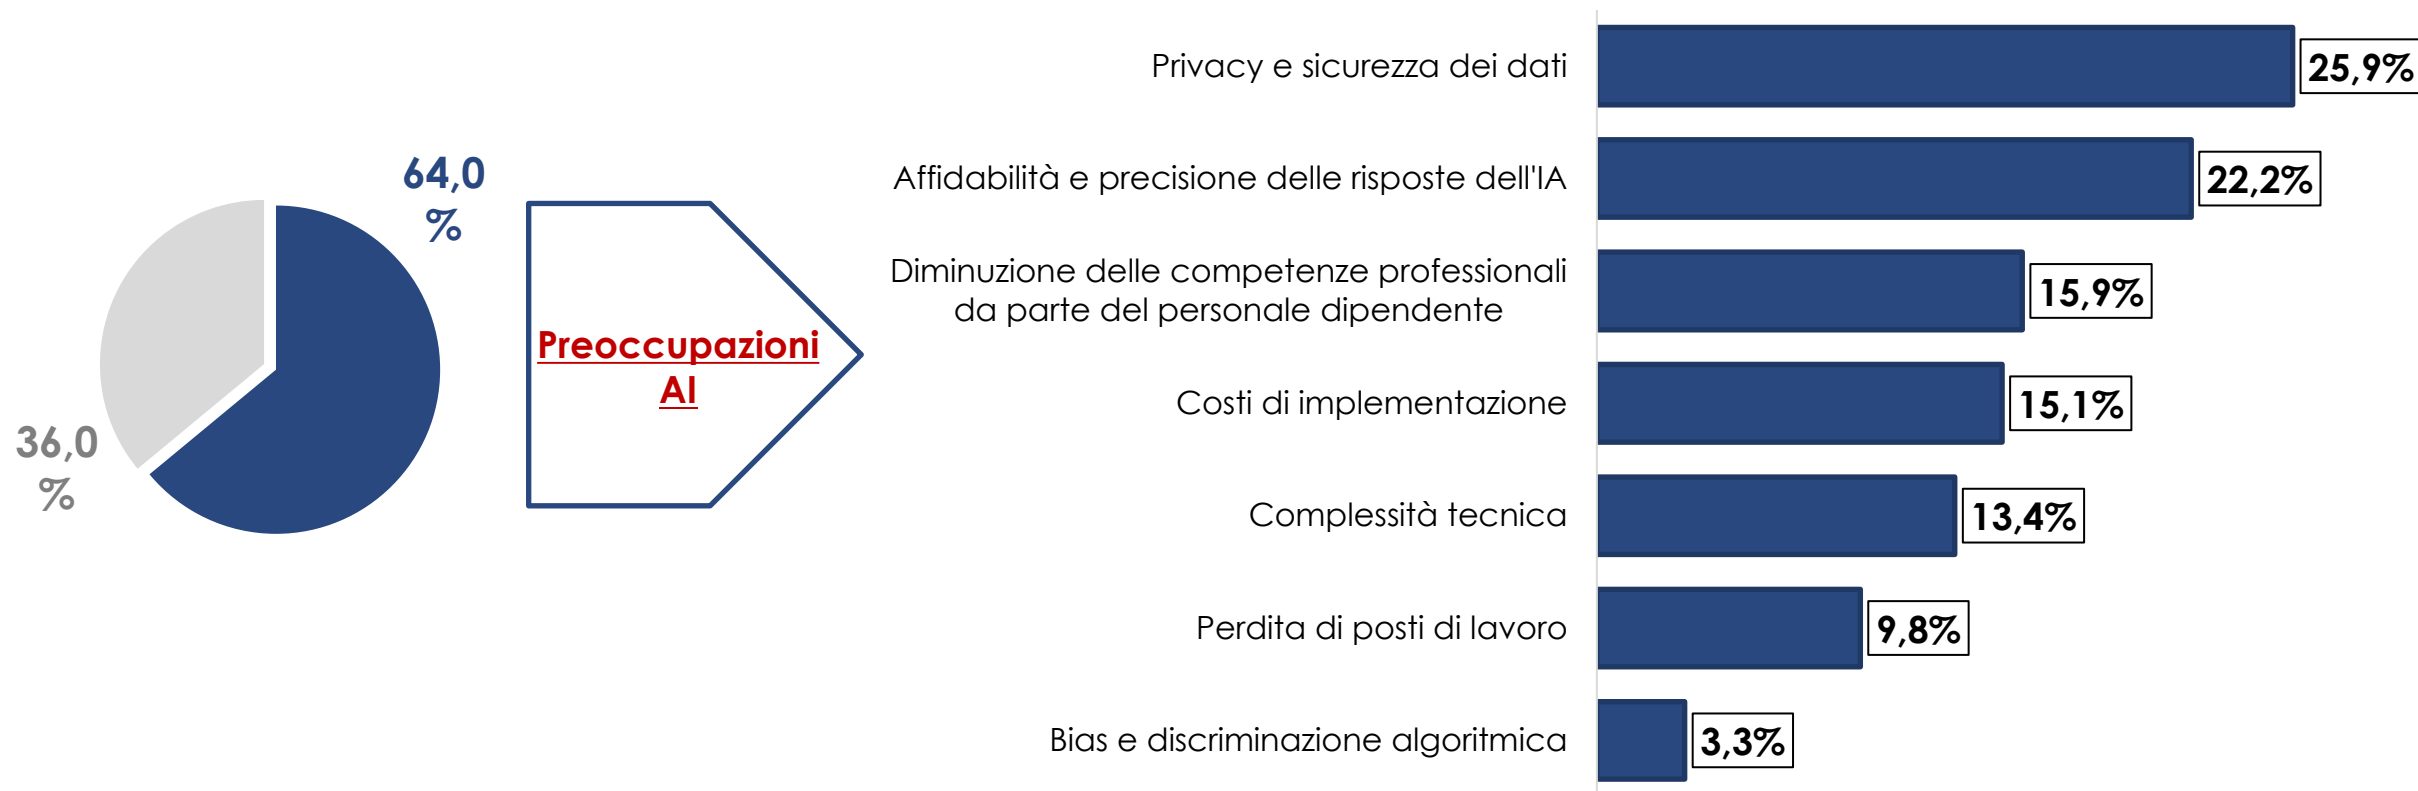 64,0
%
36,0
%
Preoccupazioni
AI
Privacy e sicurezza dei dati
25,9%
Affidabilità e precisione delle risposte dell'IA
22,2%
Diminuzione delle competenze professionali
da parte del personale dipendente
15,9%
Costi di implementazione
15,1%
Complessità tecnica
13,4%
Perdita di posti di lavoro
9,8%
Bias e discriminazione algoritmica
3,3%